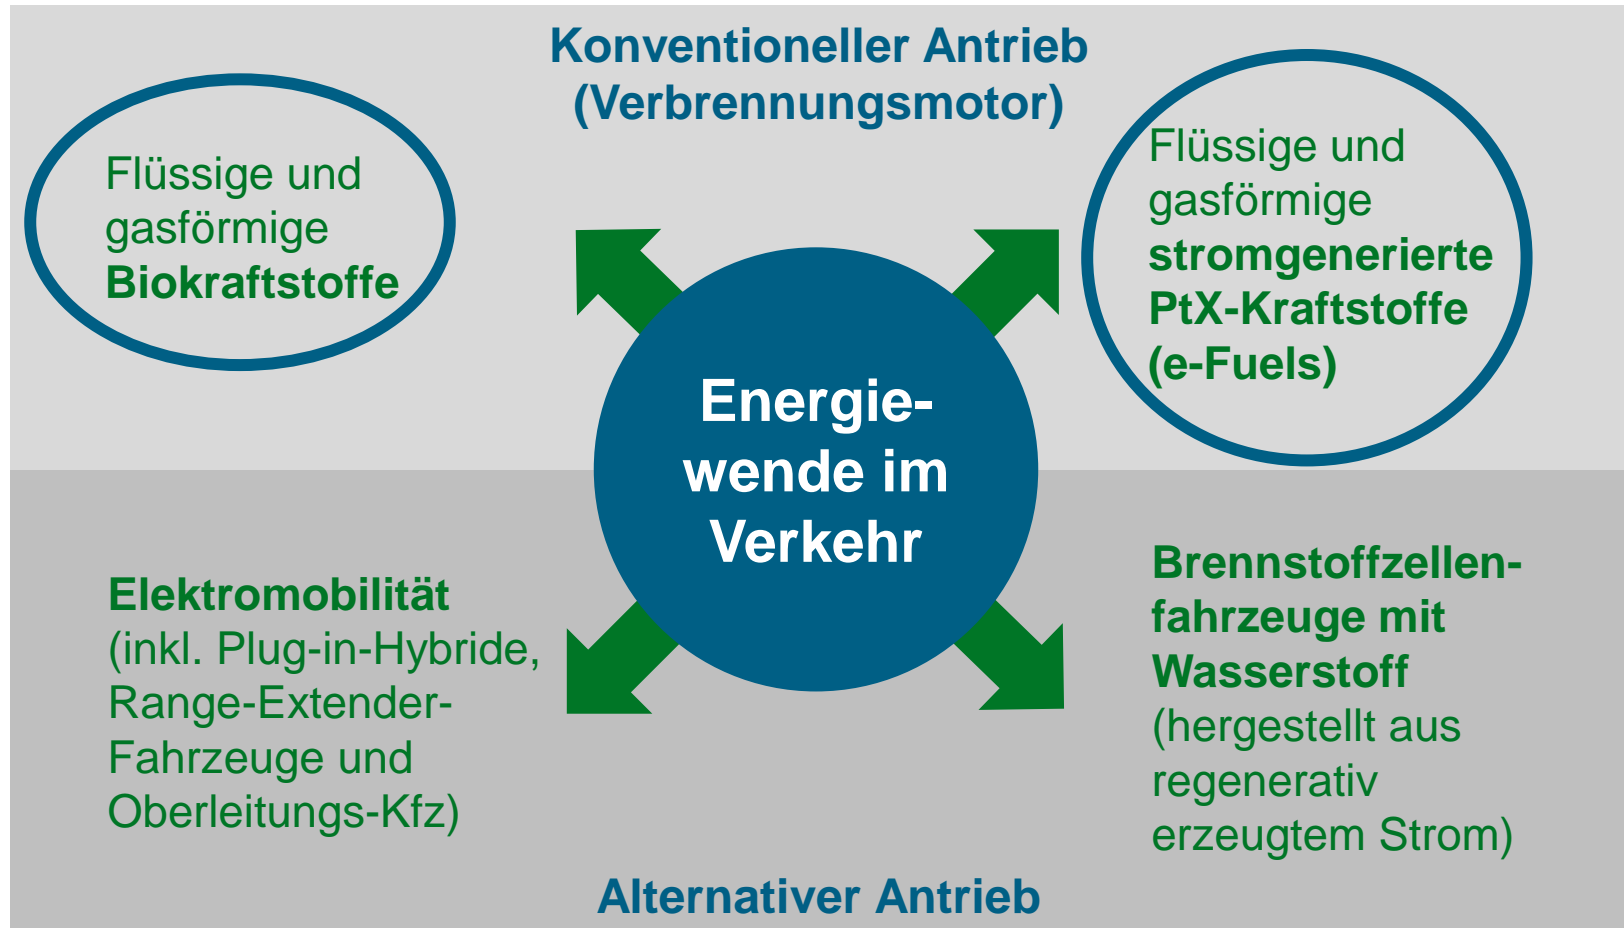 Konventioneller Antrieb
(Verbrennungsmotor)
Flüssige und
gasförmige
Biokraftstoffe
Flüssige und
gasförmige
stromgenerierte
PtX-Kraftstoffe
(e-Fuels)
Energie-
wende im
Verkehr
Elektromobilität
(inkl. Plug-in-Hybride,
Range-Extender-
Fahrzeuge und
Oberleitungs-Kfz)
Brennstoffzellen-
fahrzeuge mit
Wasserstoff
(hergestellt aus
regenerativ
erzeugtem Strom)
Alternativer Antrieb